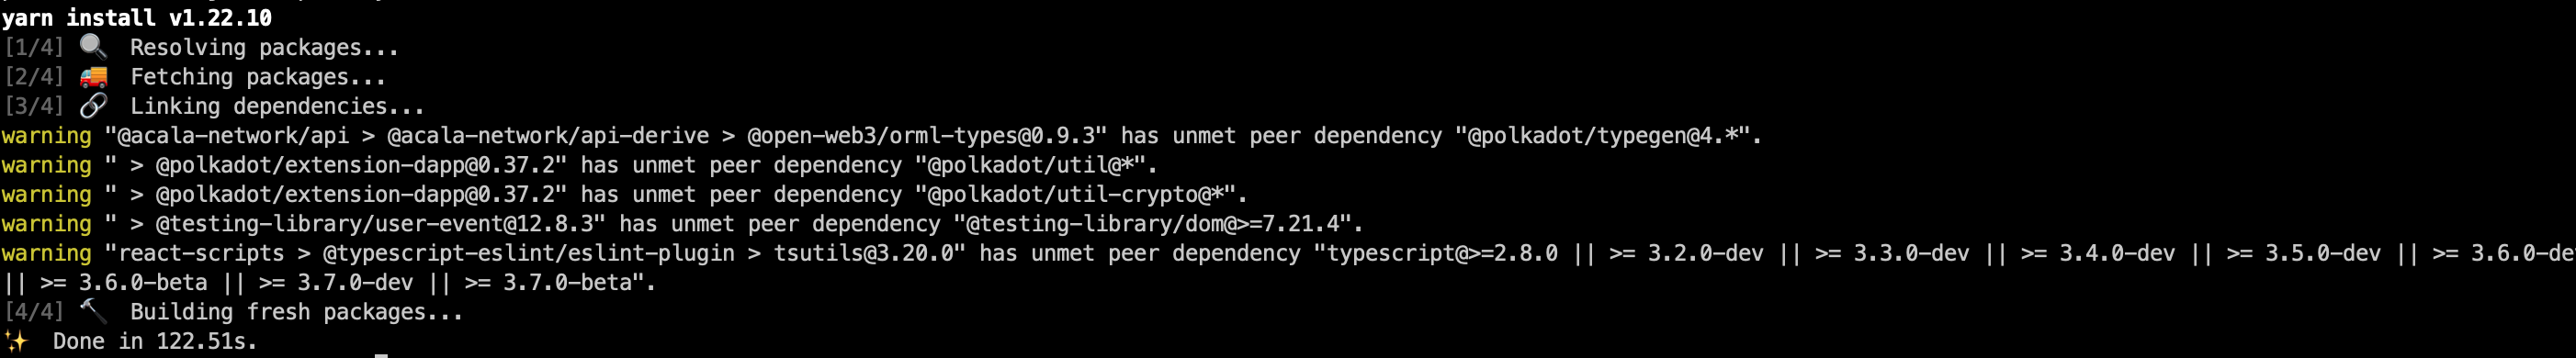 yarn install v1.22.10
[1/4] 🔍 Resolving packages...
[2/4] 🚚 Fetching packages...
[3/4] 🔗 Linking dependencies...
warning "@acala-network/api > @acala-network/api-derive > @open-web3/orml-types@0.9.3" has unmet peer dependency "@polkadot/typegen@4.*".
warning " > @polkadot/extension-dapp@0.37.2" has unmet peer dependency "@polkadot/util@*".
warning " > @polkadot/extension-dapp@0.37.2" has unmet peer dependency "@polkadot/util-crypto@*".
warning " > @testing-library/user-event@12.8.3" has unmet peer dependency "@testing-library/dom@>=7.21.4".
warning "react-scripts > @typescript-eslint/eslint-plugin > tsutils@3.20.0" has unmet peer dependency "typescript@>=2.8.0 || >= 3.2.0-dev || >= 3.3.0-dev || >= 3.4.0-dev || >= 3.5.0-dev || >= 3.6.0-de
|| >= 3.6.0-beta || >= 3.7.0-dev || >= 3.7.0-beta".
[4/4] 🔨 Building fresh packages...
✨ Done in 122.51s.